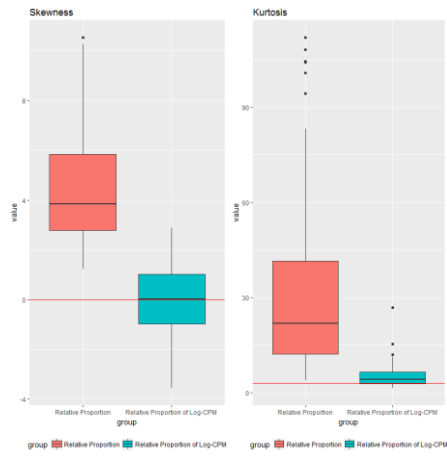 Skewness
8
4
0
-4
value
Relative Proportion
Relative Proportion of Log-CPM
group
group Relative Proportion Relative Proportion of Log-CPM
Kurtosis
90
60
30
0
value
Relative Proportion
Relative Proportion of Log-CPM
group
group Relative Proportion Relative Proportion of Log-CPM